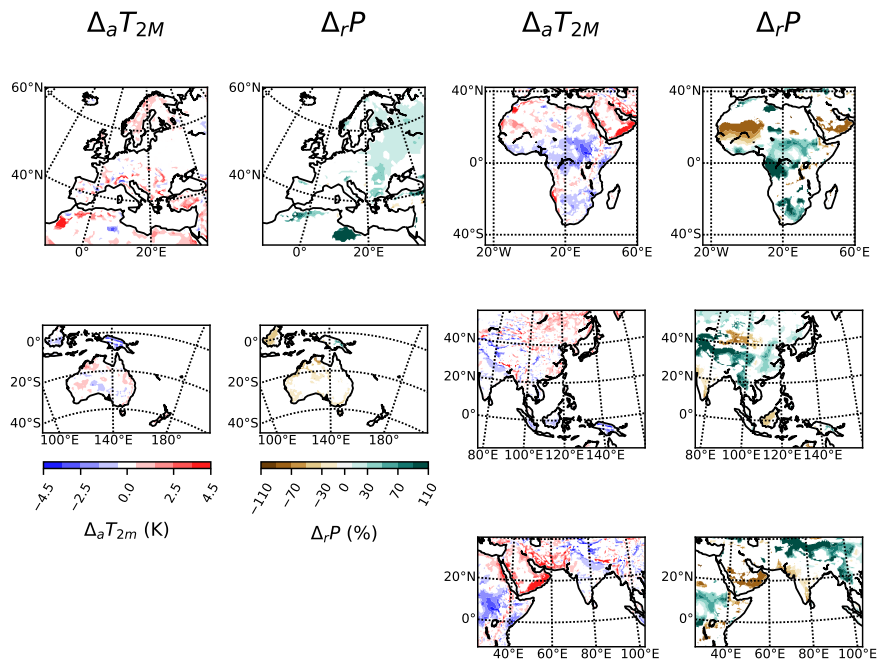 Δ_aT_2M Δ_rP Δ_aT_2M Δ_rP
60°N 60°N 40°N 40°N
40°N 40°N 0° 0°
40°S 40°S
0° 20°E 0° 20°E 20°W 20°E 60°E 20°W 20°E 60°E
0° 0° 40°N 40°N
20°S 20°S 20°N 20°N
40°S 40°S 0° 0°
100°E 140°E 180° 100°E 140°E 180° 80°E 100°E 120°E 140°E 80°E 100°E 120°E 140°E
−4.5 −2.5 0.0 2.5 4.5 −110 −70 −30 0 30 70 110
Δ_aT_2m (K) Δ_rP (%)
20°N 20°N
0° 0°
40°E 60°E 80°E 100°E 40°E 60°E 80°E 100°E